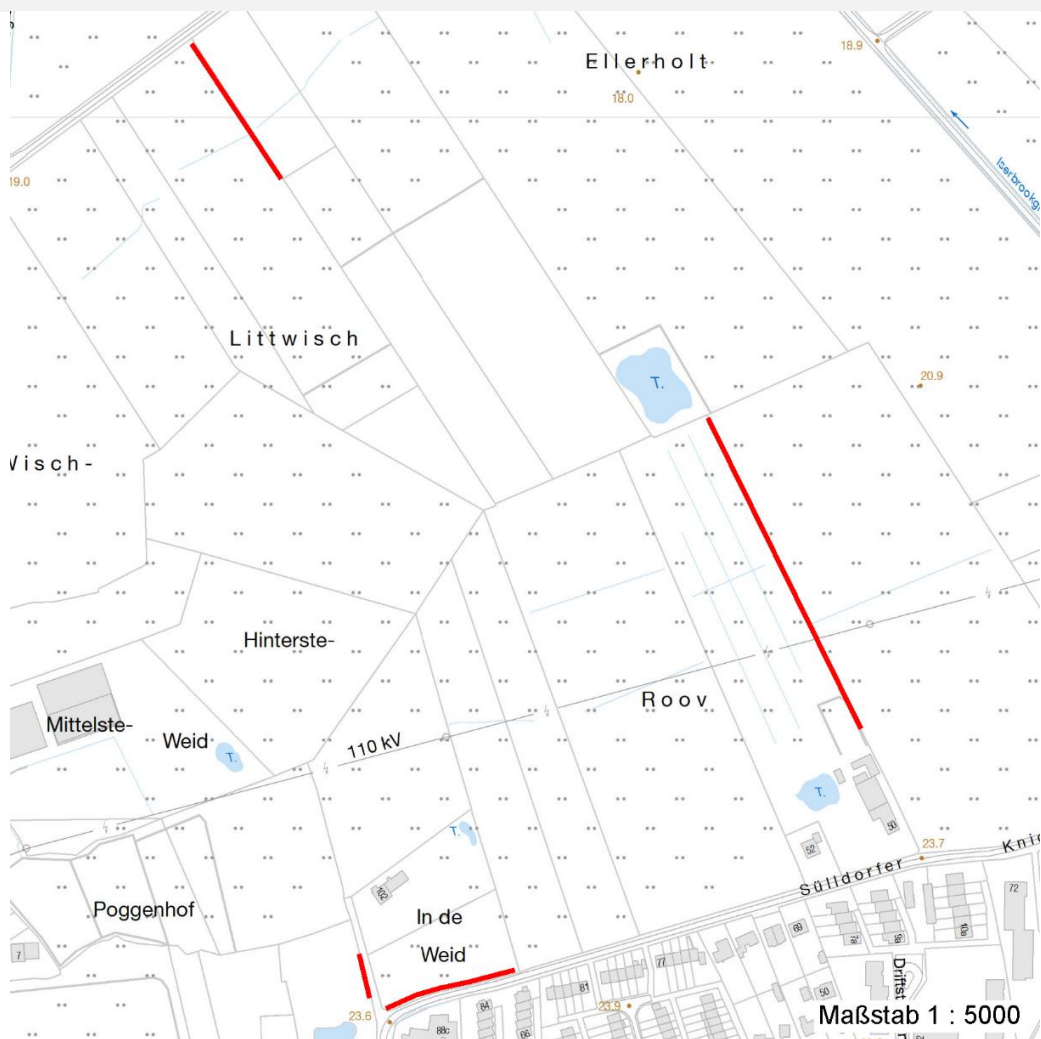 Ellerholt
18.9
18.0
Iserbrookg
19.0
Littwisch
T.
20.9
Wisch-
Hinterste-
Roov
Mittelste-
Weid
T.
110 kV
T.
T.
50
52
23.7
Knic
Sülldorfer
102
Poggenhof
In de
Weid
72
69
7a
9a
10a
7
77
81
50
Driftst
84
23.9
23.6
88c
66
Maßstab 1 : 5000